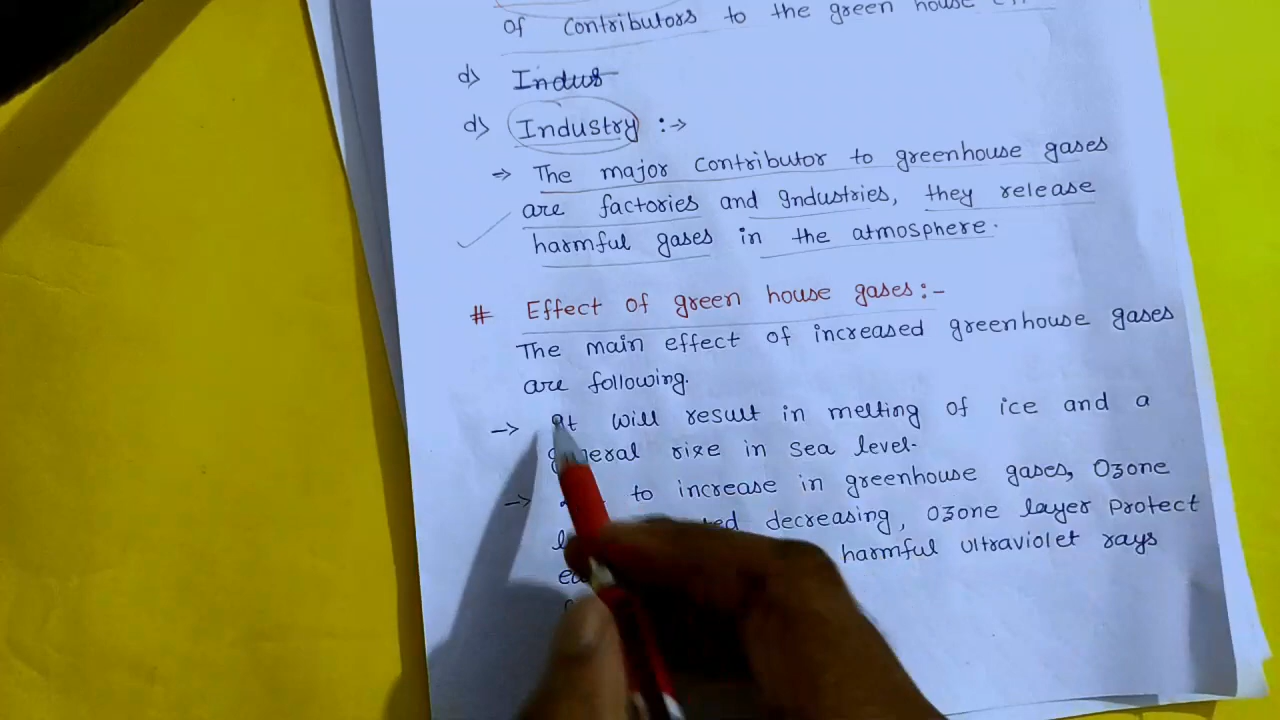 of contributors to the green house
d) Indus
d) Industry :→
→ The major contributor to greenhouse gases
are factories and Industries, they release
harmful gases in the atmosphere.
# Effect of green house gases:-
The main effect of increased greenhouse gases
are following.
→ It will result in melting of ice and a
general rise in sea level.
→ to increase in greenhouse gases, Ozone
decreasing, ozone layer Protect
harmful ultraviolet rays